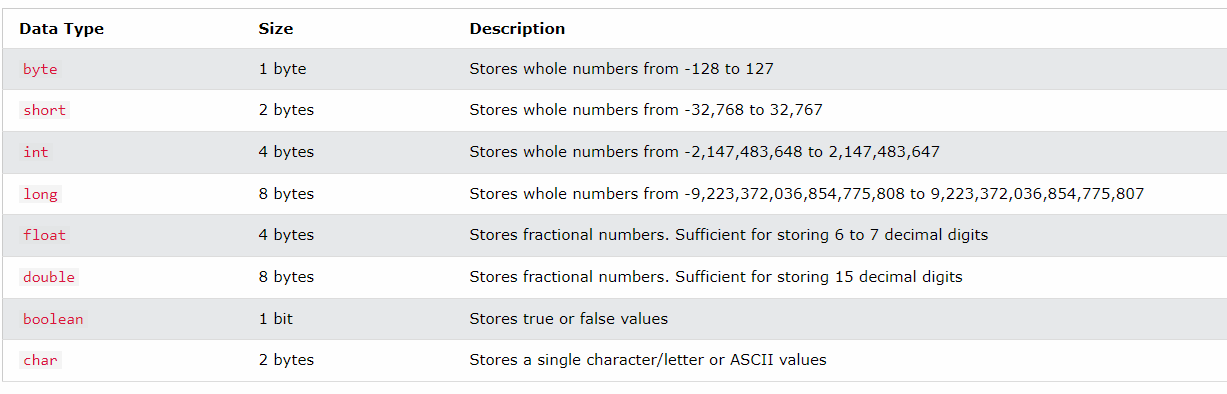 Data Type Size Description
byte 1 byte Stores whole numbers from -128 to 127
short 2 bytes Stores whole numbers from -32,768 to 32,767
int 4 bytes Stores whole numbers from -2,147,483,648 to 2,147,483,647
long 8 bytes Stores whole numbers from -9,223,372,036,854,775,808 to 9,223,372,036,854,775,807
float 4 bytes Stores fractional numbers. Sufficient for storing 6 to 7 decimal digits
double 8 bytes Stores fractional numbers. Sufficient for storing 15 decimal digits
boolean 1 bit Stores true or false values
char 2 bytes Stores a single character/letter or ASCII values